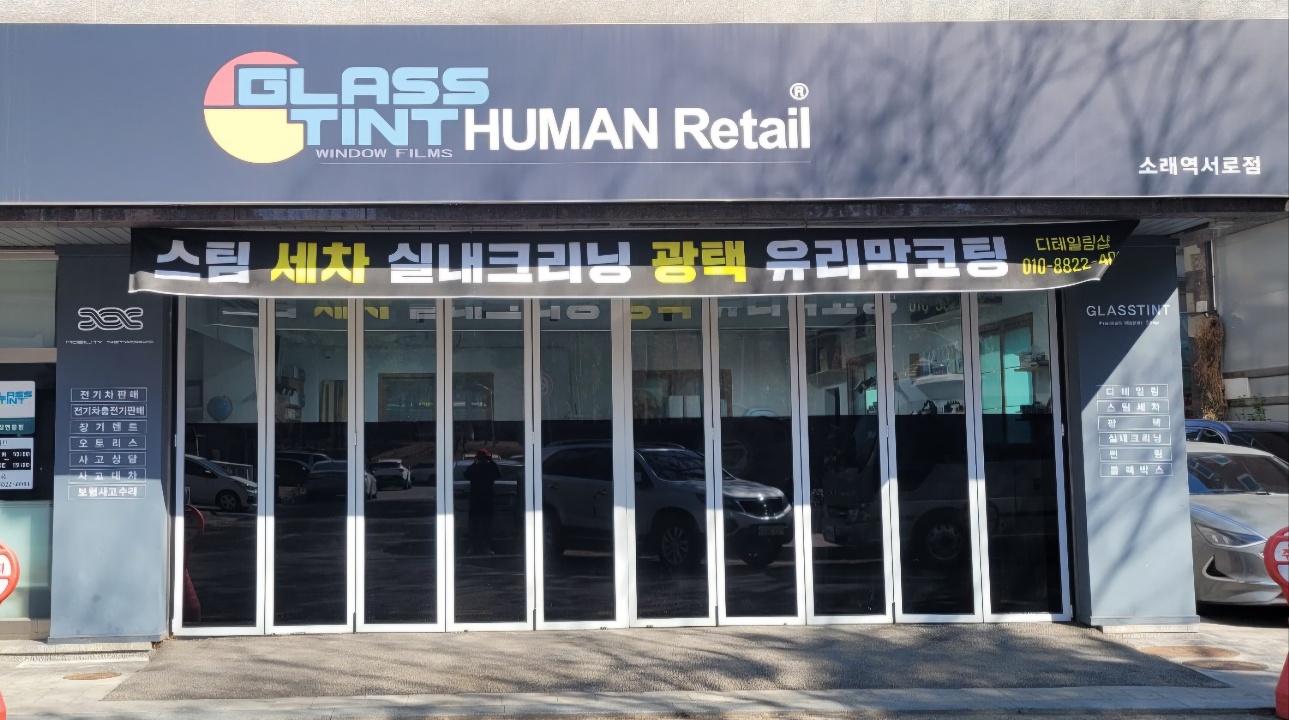 GLASS
TINT HUMAN Retail®
WINDOW FILMS
소래역서로점
스팀 세차 실내크리닝 광택 유리막코팅
디테일링샵
010-8822-
GLASSTINT
전기차판매
전기차충전기판매
장기렌트
오토리스
사고상담
사고대차
보험사고수리
디테일링
스팀세차
광택
실내크리닝
썬팅
블랙박스